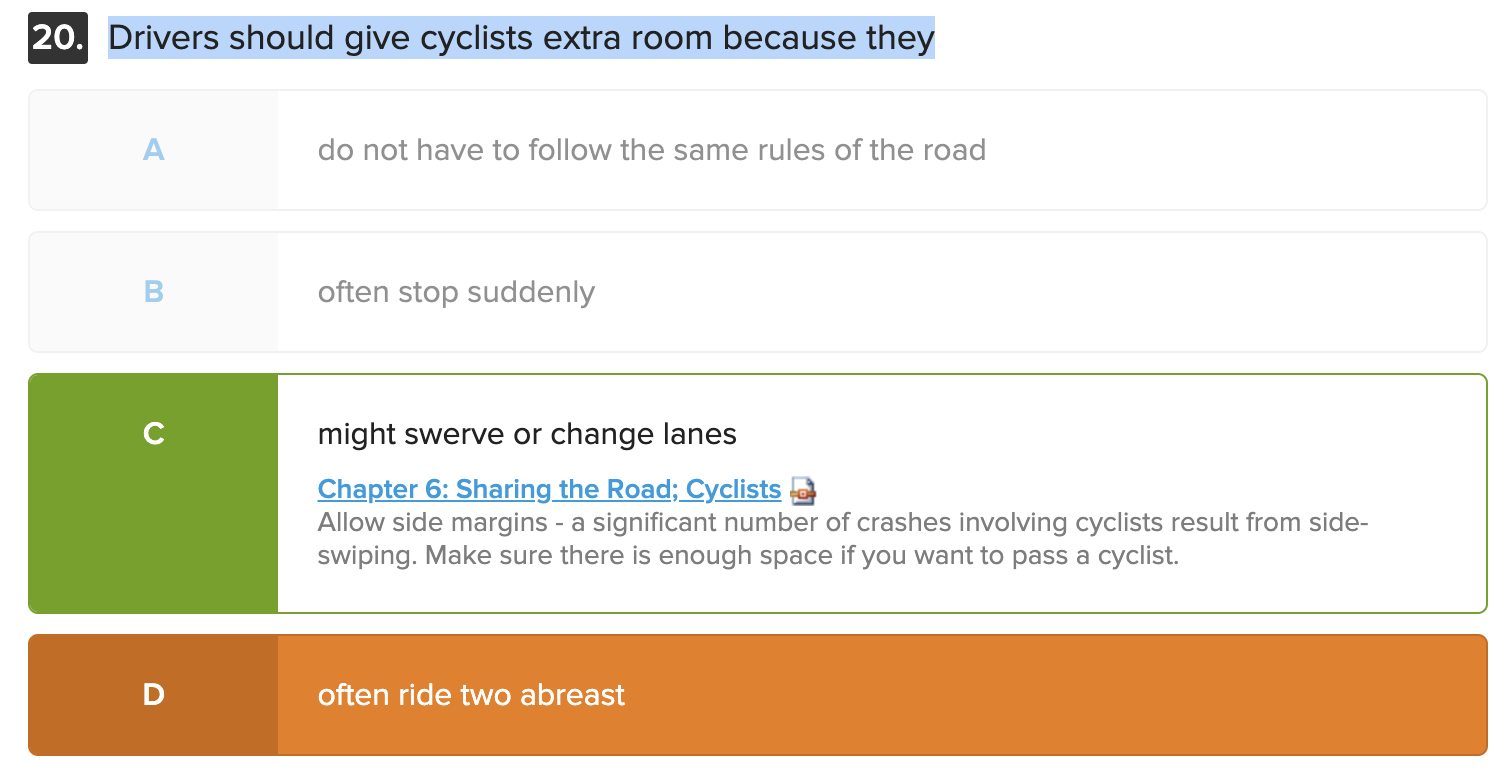 20. Drivers should give cyclists extra room because they
A do not have to follow the same rules of the road
B often stop suddenly
C might swerve or change lanes
Chapter 6: Sharing the Road; Cyclists
Allow side margins - a significant number of crashes involving cyclists result from side-
swiping. Make sure there is enough space if you want to pass a cyclist.
D often ride two abreast